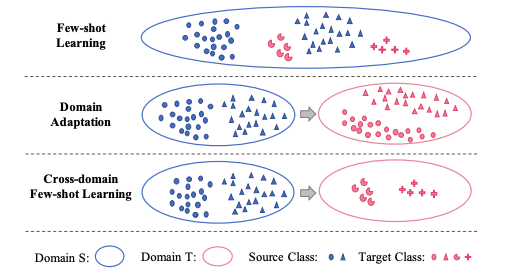 Few-shot
Learning
Domain
Adaptation
Cross-domain
Few-shot Learning
Domain S: Domain T: Source Class: Target Class: